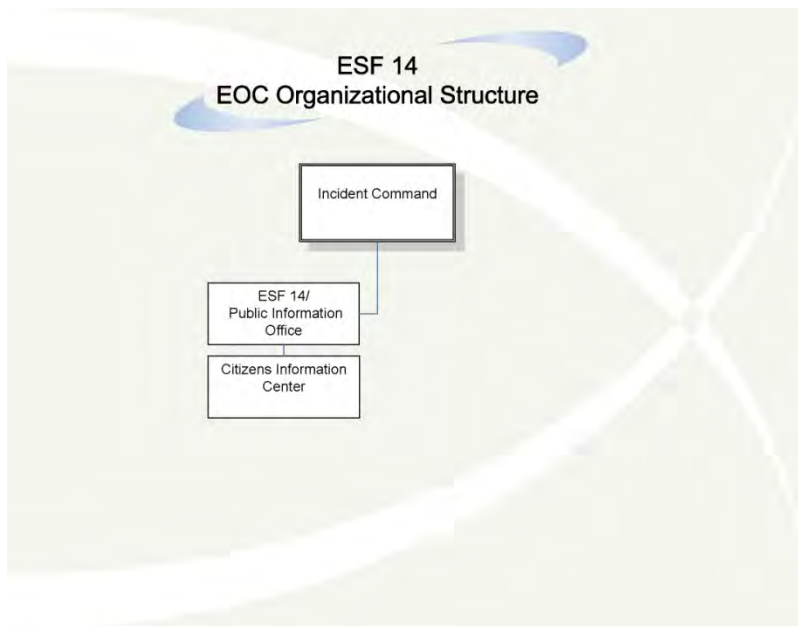 ESF 14
EOC Organizational Structure
Incident Command
ESF 14/
Public Information
Office
Citizens Information
Center